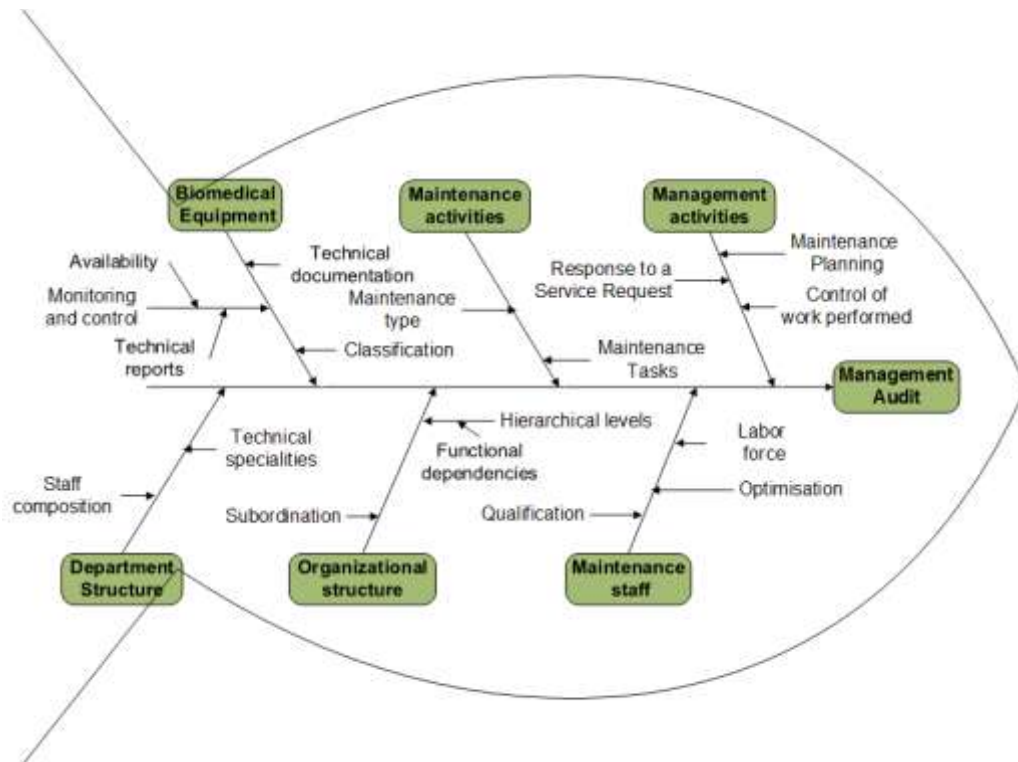 Biomedical
Equipment
Maintenance
activities
Management
activities
Technical
documentation
Availability
Monitoring
and control
Technical
reports
Classification
Maintenance
type
Maintenance
Tasks
Response to a
Service Request
Maintenance
Planning
Control of
work performed
Management
Audit
Technical
specialities
Staff
composition
Hierarchical levels
Functional
dependencies
Subordination
Labor
force
Optimisation
Qualification
Department
Structure
Organizational
structure
Maintenance
staff